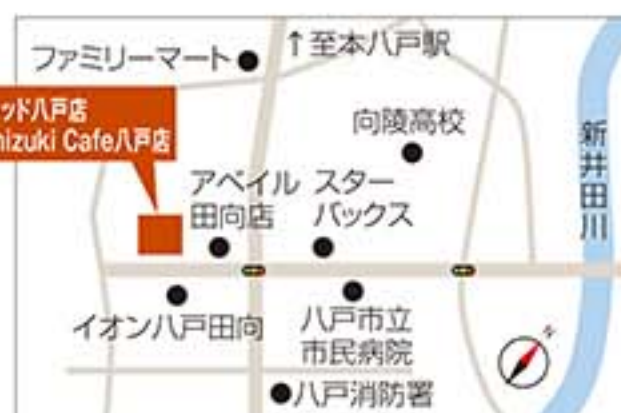 ファミリーマート
↑至本八戸駅
ッド八戸店
mizuki Cafe八戸店
向陵高校
新井田川
アベイル
田向店
スター
バックス
イオン八戸田向
八戸市立
市民病院
八戸消防署
N